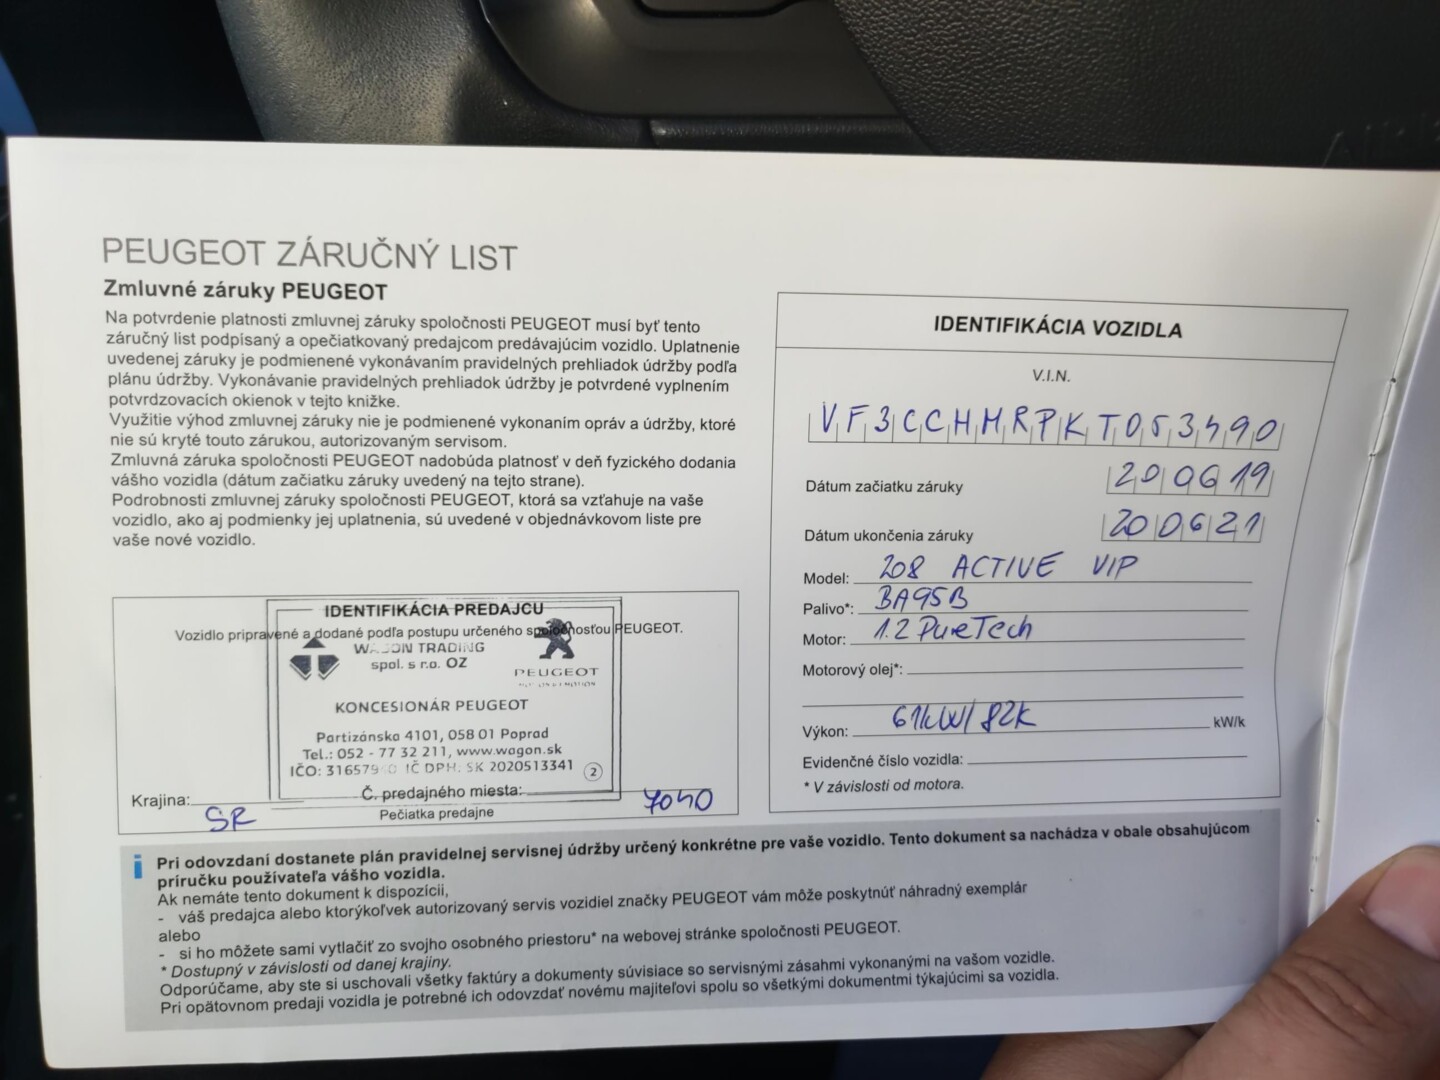 PEUGEOT ZÁRUČNÝ LIST
Zmluvné záruky PEUGEOT
Na potvrdenie platnosti zmluvnej záruky spoločnosti PEUGEOT musí byť tento
záručný list podpísaný a opečiatkovaný predajcom predávajúcim vozidlo. Uplatnenie
uvedenej záruky je podmienené vykonávaním pravidelných prehliadok údržby podľa
plánu údržby. Vykonávanie pravidelných prehliadok údržby je potvrdené vyplnením
potvrdzovacích okienok v tejto knižke.
Využitie výhod zmluvnej záruky nie je podmienené vykonaním opráv a údržby, ktoré
nie sú kryté touto zárukou, autorizovaným servisom.
Zmluvná záruka spoločnosti PEUGEOT nadobúda platnosť v deň fyzického dodania
vášho vozidla (dátum začiatku záruky uvedený na tejto strane).
Podrobnosti zmluvnej záruky spoločnosti PEUGEOT, ktorá sa vzťahuje na vaše
vozidlo, ako aj podmienky jej uplatnenia, sú uvedené v objednávkovom liste pre
vaše nové vozidlo.
IDENTIFIKÁCIA PREDAJCU
Vozidlo pripravené a dodané podľa postupu určeného spoločnosťou PEUGEOT.
TRADING
spol. s r.o. OZ
PEUGEOT
KONCESIONÁR PEUGEOT
Partizánska 4101, 058 01 Poprad
Tel.: 052 - 77 32 211, www.wagon.sk
IČO: IČ DPH: SK 2020513341 2
Č. predajného miesta: 7040
Krajina: SR
Pečiatka predajne
IDENTIFIKÁCIA VOZIDLA
V.I.N.
VF3CCHMRPKT053490
Dátum začiatku záruky 200619
Dátum ukončenia záruky 200621
Model: 208 ACTIVE VIP
Palivo*: BA95B
Motor: 1.2 PureTech
Motorový olej*:
Výkon: 61kW/82k kW/k
Evidenčné číslo vozidla:
* V závislosti od motora.
i Pri odovzdaní dostanete plán pravidelnej servisnej údržby určený konkrétne pre vaše vozidlo. Tento dokument sa nachádza v obale obsahujúcom
príručku používateľa vášho vozidla.
Ak nemáte tento dokument k dispozícii,
- váš predajca alebo ktorýkoľvek autorizovaný servis vozidiel značky PEUGEOT vám môže poskytnúť náhradný exemplár
alebo
- si ho môžete sami vytlačiť zo svojho osobného priestoru* na webovej stránke spoločnosti PEUGEOT.
* Dostupný v závislosti od danej krajiny.
Odporúčame, aby ste si uschovali všetky faktúry a dokumenty súvisiace so servisnými zásahmi vykonanými na vašom vozidle.
Pri opätovnom predaji vozidla je potrebné ich odovzdať novému majiteľovi spolu so všetkými dokumentmi týkajúcimi sa vozidla.